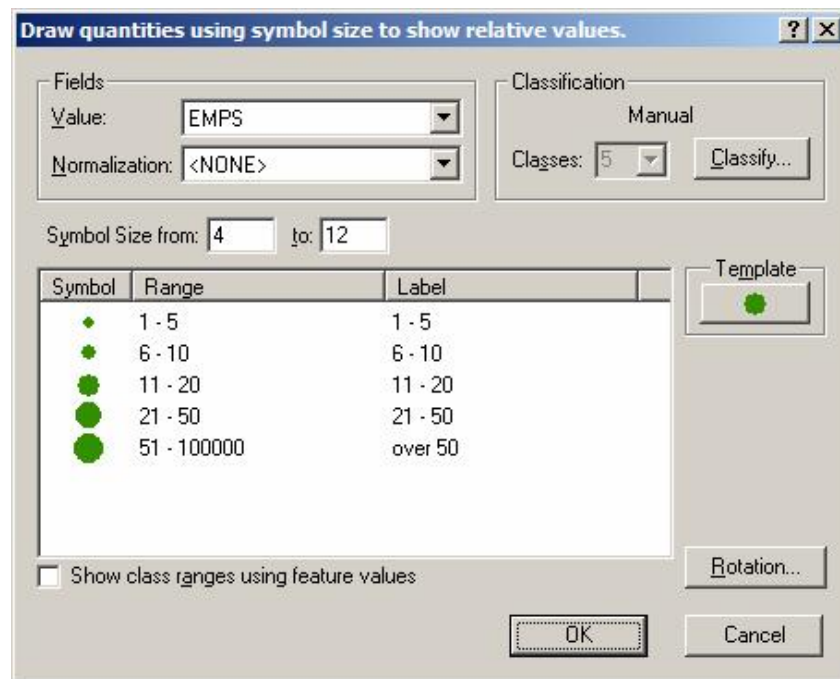 Draw quantities using symbol size to show relative values.
Fields
Value: EMPS
Normalization: <NONE>
Classification
Manual
Classes: 5 Classify...
Symbol Size from: 4 to: 12
Symbol Range Label
1 - 5 1 - 5
6 - 10 6 - 10
11 - 20 11 - 20
21 - 50 21 - 50
51 - 100000 over 50
Template
Show class ranges using feature values
Rotation...
OK Cancel